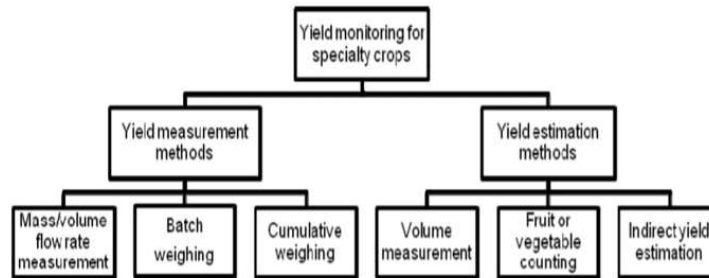 Yield monitoring for
specialty crops
Yield measurement
methods
Yield estimation
methods
Mass/volume
flow rate
measurement
Batch
weighing
Cumulative
weighing
Volume
measurement
Fruit or
vegetable
counting
Indirect yield
estimation